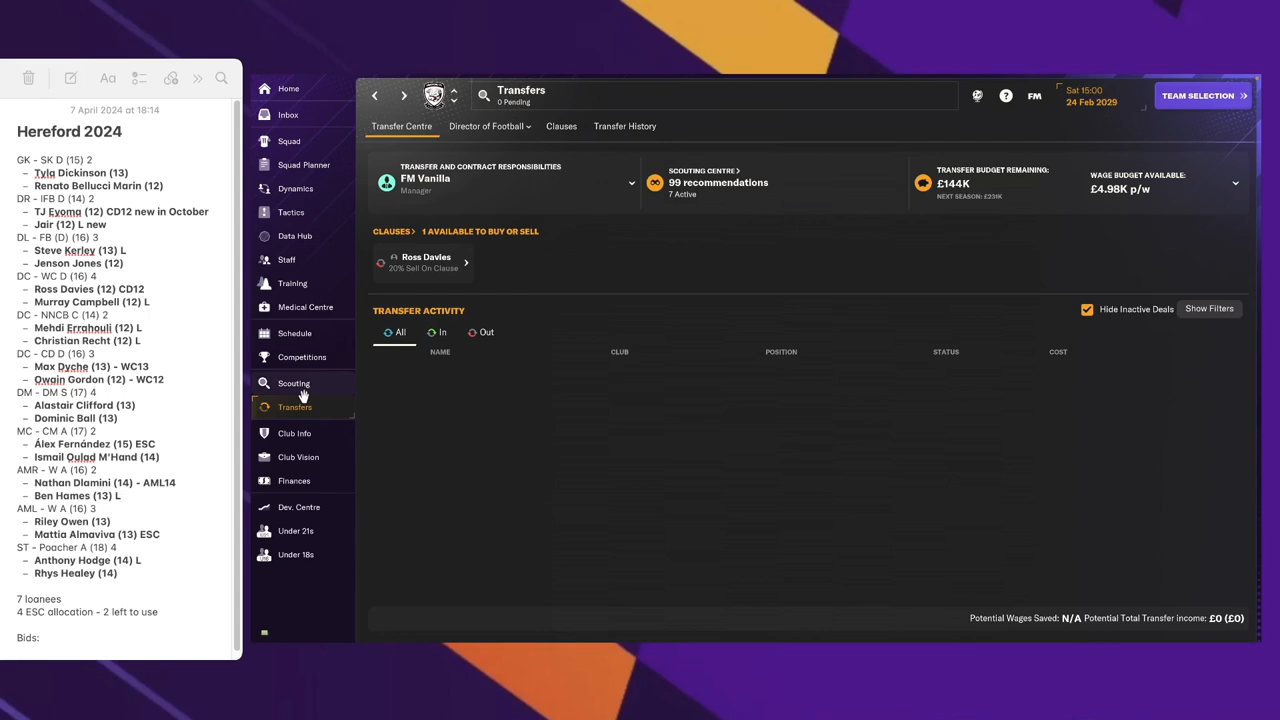 7 April 2024 at 18:14
Hereford 2024
GK - SK D (15) 2
– Tyla Dickinson (13)
– Renato Bellucci Marin (12)
DR - IFB D (14) 2
– TJ Eyoma (12) CD12 new in October
– Jair (12) L new
DL - FB (D) (16) 3
– Steve Kerley (13) L
– Jenson Jones (12)
DC - WC D (16) 4
– Ross Davies (12) CD12
– Murray Campbell (12) L
DC - NNCB C (14) 2
– Mehdi Errahouli (12) L
– Christian Recht (12) L
DC - CD D (16) 3
– Max Dyche (13) - WC13
– Owain Gordon (12) - WC12
DM - DM S (17) 4
– Alastair Clifford (13)
– Dominic Ball (13)
MC - CM A (17) 2
– Álex Fernández (15) ESC
– Ismail Oulad M'Hand (14)
AMR - W A (16) 2
– Nathan Dlamini (14) - AML14
– Ben Hames (13) L
AML - W A (16) 3
– Riley Owen (13)
– Mattia Almaviva (13) ESC
ST - Poacher A (18) 4
– Anthony Hodge (14) L
– Rhys Healey (14)
7 loanees
4 ESC allocation - 2 left to use
Bids:
Home
Inbox
Squad
Squad Planner
Dynamics
Tactics
Data Hub
Staff
Training
Medical Centre
Schedule
Competitions
Scouting
Transfers
Club Info
Club Vision
Finances
Dev. Centre
Under 21s
Under 18s
Transfers
0 Pending
FM
Sat 15:00
24 Feb 2029
TEAM SELECTION
Transfer Centre
Director of Football
Clauses
Transfer History
TRANSFER AND CONTRACT RESPONSIBILITIES
FM Vanilla
Manager
SCOUTING CENTRE >
99 recommendations
7 Active
TRANSFER BUDGET REMAINING:
£144K
NEXT SEASON: £231K
WAGE BUDGET AVAILABLE:
£4.98K p/w
CLAUSES > 1 AVAILABLE TO BUY OR SELL
Ross Davies
20% Sell On Clause
TRANSFER ACTIVITY
Hide Inactive Deals
Show Filters
All
In
Out
NAME CLUB POSITION STATUS COST
Potential Wages Saved: N/A Potential Total Transfer income: £0 (£0)